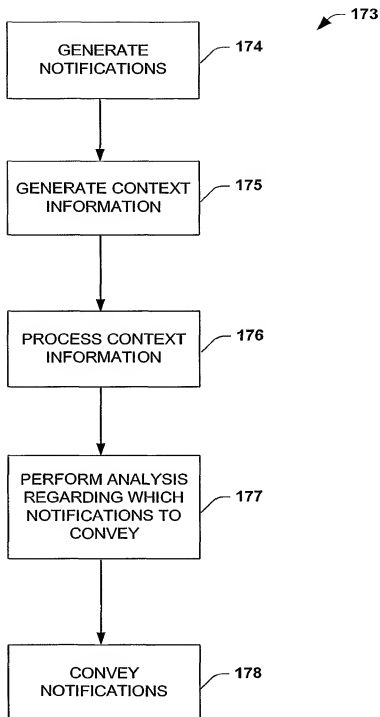 173
GENERATE
NOTIFICATIONS
174
GENERATE CONTEXT
INFORMATION
175
PROCESS CONTEXT
INFORMATION
176
PERFORM ANALYSIS
REGARDING WHICH
NOTIFICATIONS TO
CONVEY
177
CONVEY
NOTIFICATIONS
178